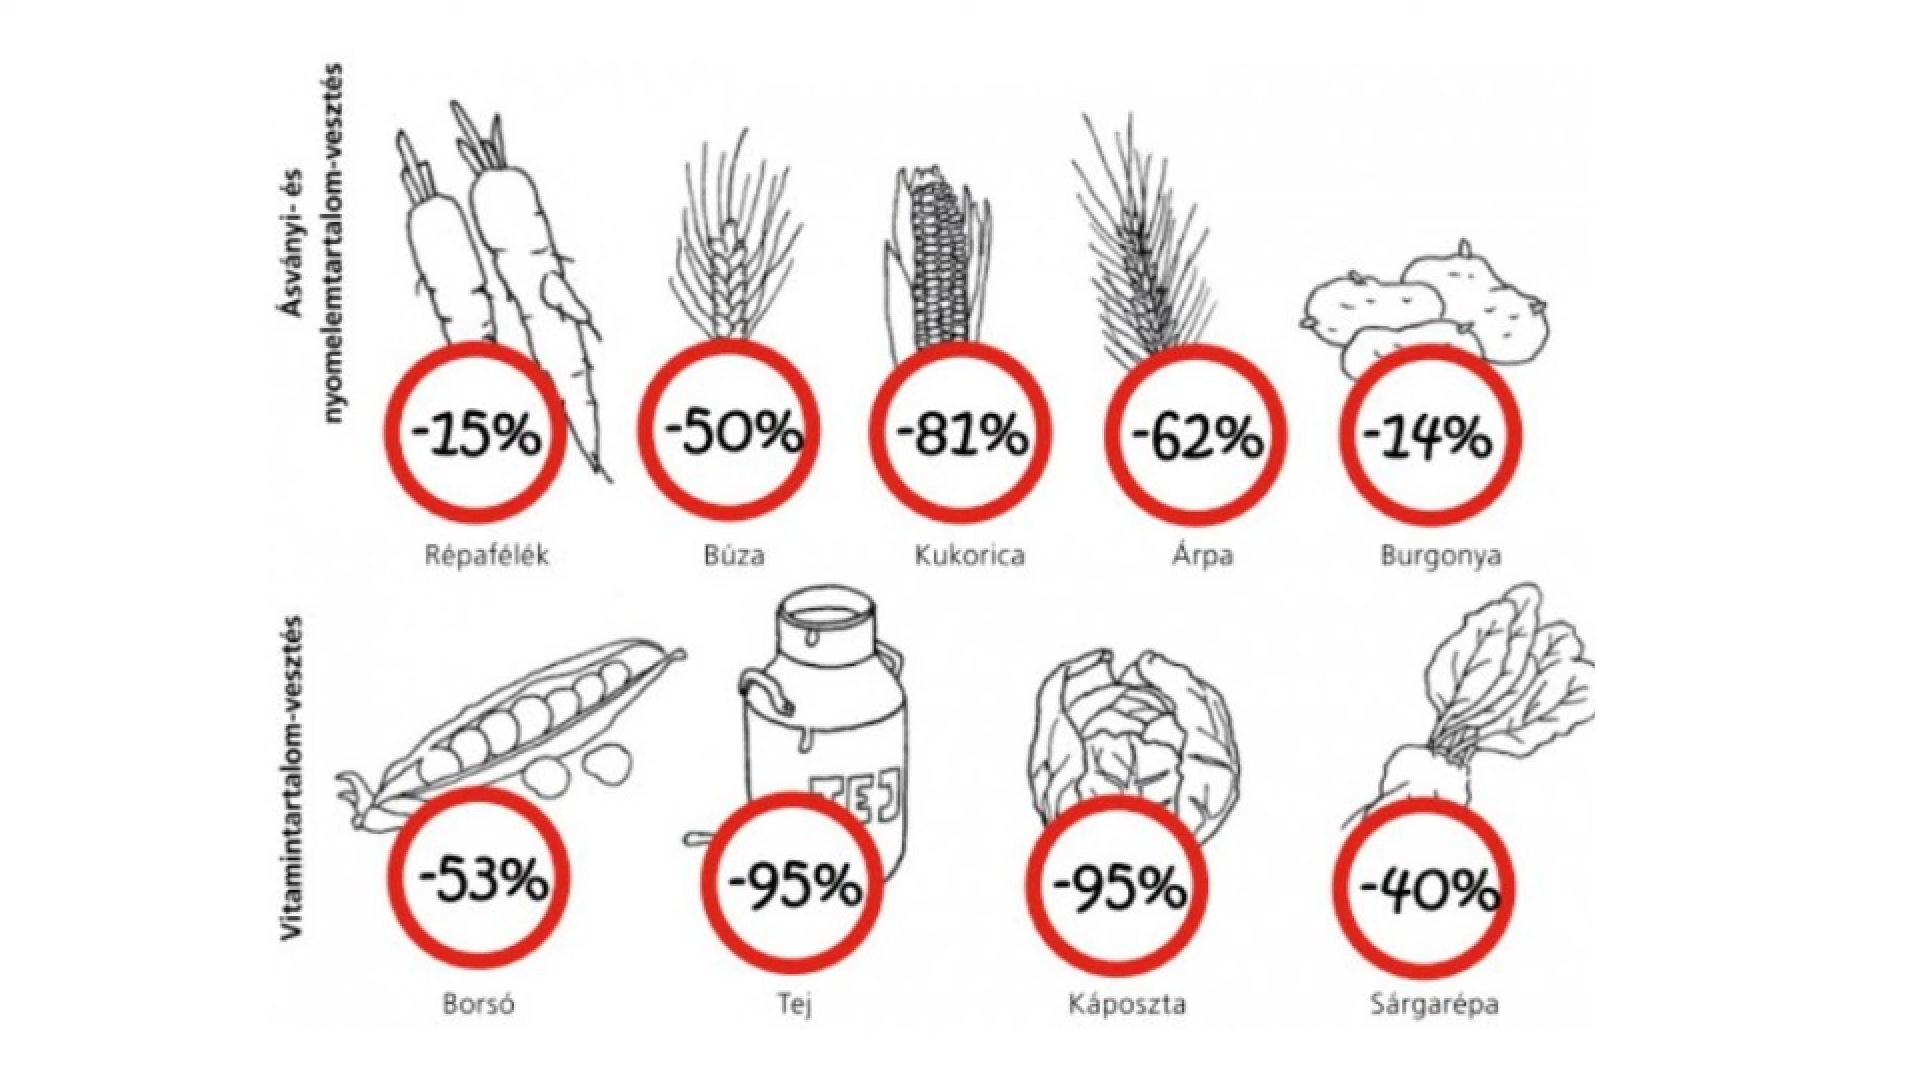 Ásványi- és
nyomelemtartalom-vesztés
-15%
-50%
-81%
-62%
-14%
Répafélék
Búza
Kukorica
Árpa
Burgonya
Vitamintartalom-vesztés
TEJ
-53%
-95%
-95%
-40%
Borsó
Tej
Káposzta
Sárgarépa